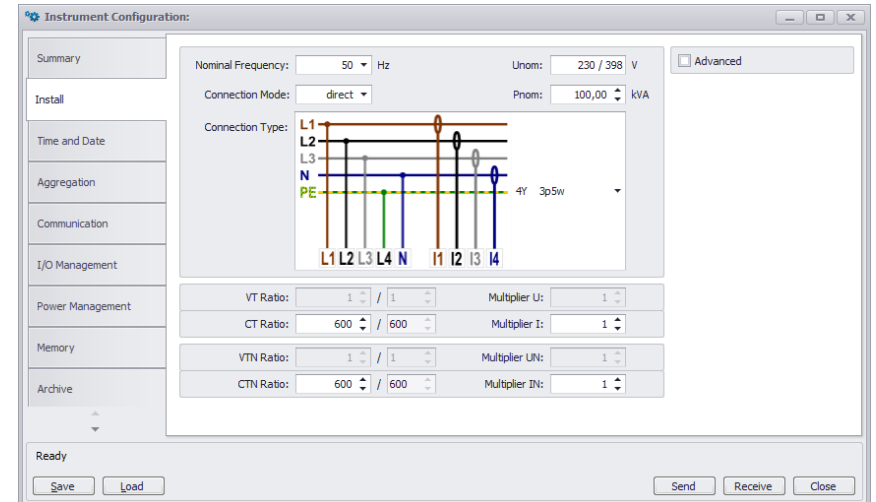 Instrument Configuration:
Summary
Install
Time and Date
Aggregation
Communication
I/O Management
Power Management
Memory
Archive
Nominal Frequency: 50 Hz Unom: 230 / 398 V
Connection Mode: direct Pnom: 100,00 kVA
Connection Type:
L1
L2
L3
N
PE
4Y 3p5w
L1 L2 L3 L4 N I1 I2 I3 I4
Advanced
VT Ratio: 1 / 1 Multiplier U: 1
CT Ratio: 600 / 600 Multiplier I: 1
VTN Ratio: 1 / 1 Multiplier UN: 1
CTN Ratio: 600 / 600 Multiplier IN: 1
Ready
Save Load Send Receive Close